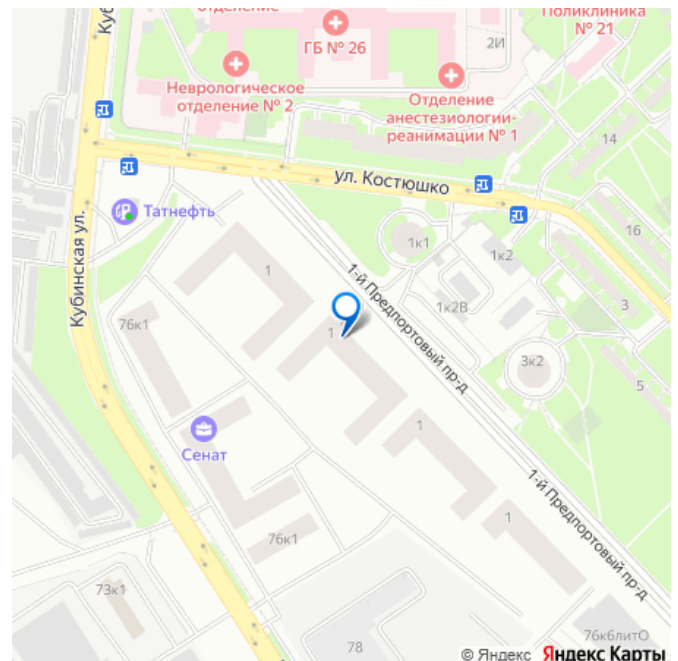 Ку
отделение
ГБ № 26
2И
Поликлиника
№ 21
Неврологическое
отделение № 2
Отделение
анестезиологии-
реанимации № 1
14
ул. Костюшко
Татнефть
16
Кубинская ул.
1к1
1к2
1
1-й Предпортовый пр-д
1к2В
3
76к1
1
3к2
5
Сенат
1
1
1-й Предпортовый пр-д
76к1
73к1
78
76к6литО
© Яндекс Яндекс Карты